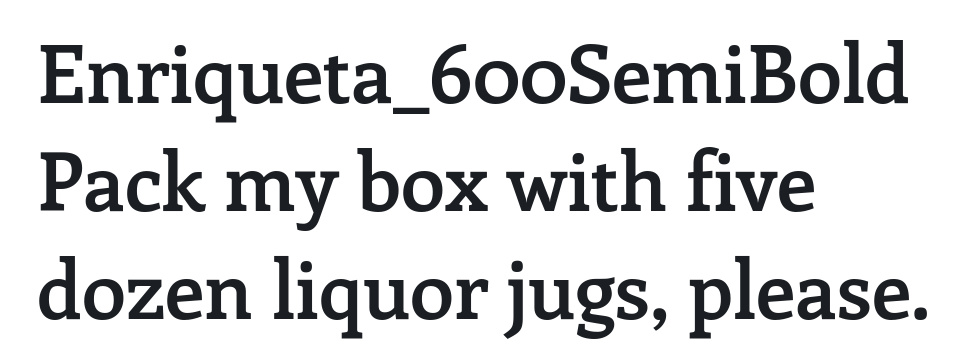 Enriqueta_600SemiBold
Pack my box with five
dozen liquor jugs, please.